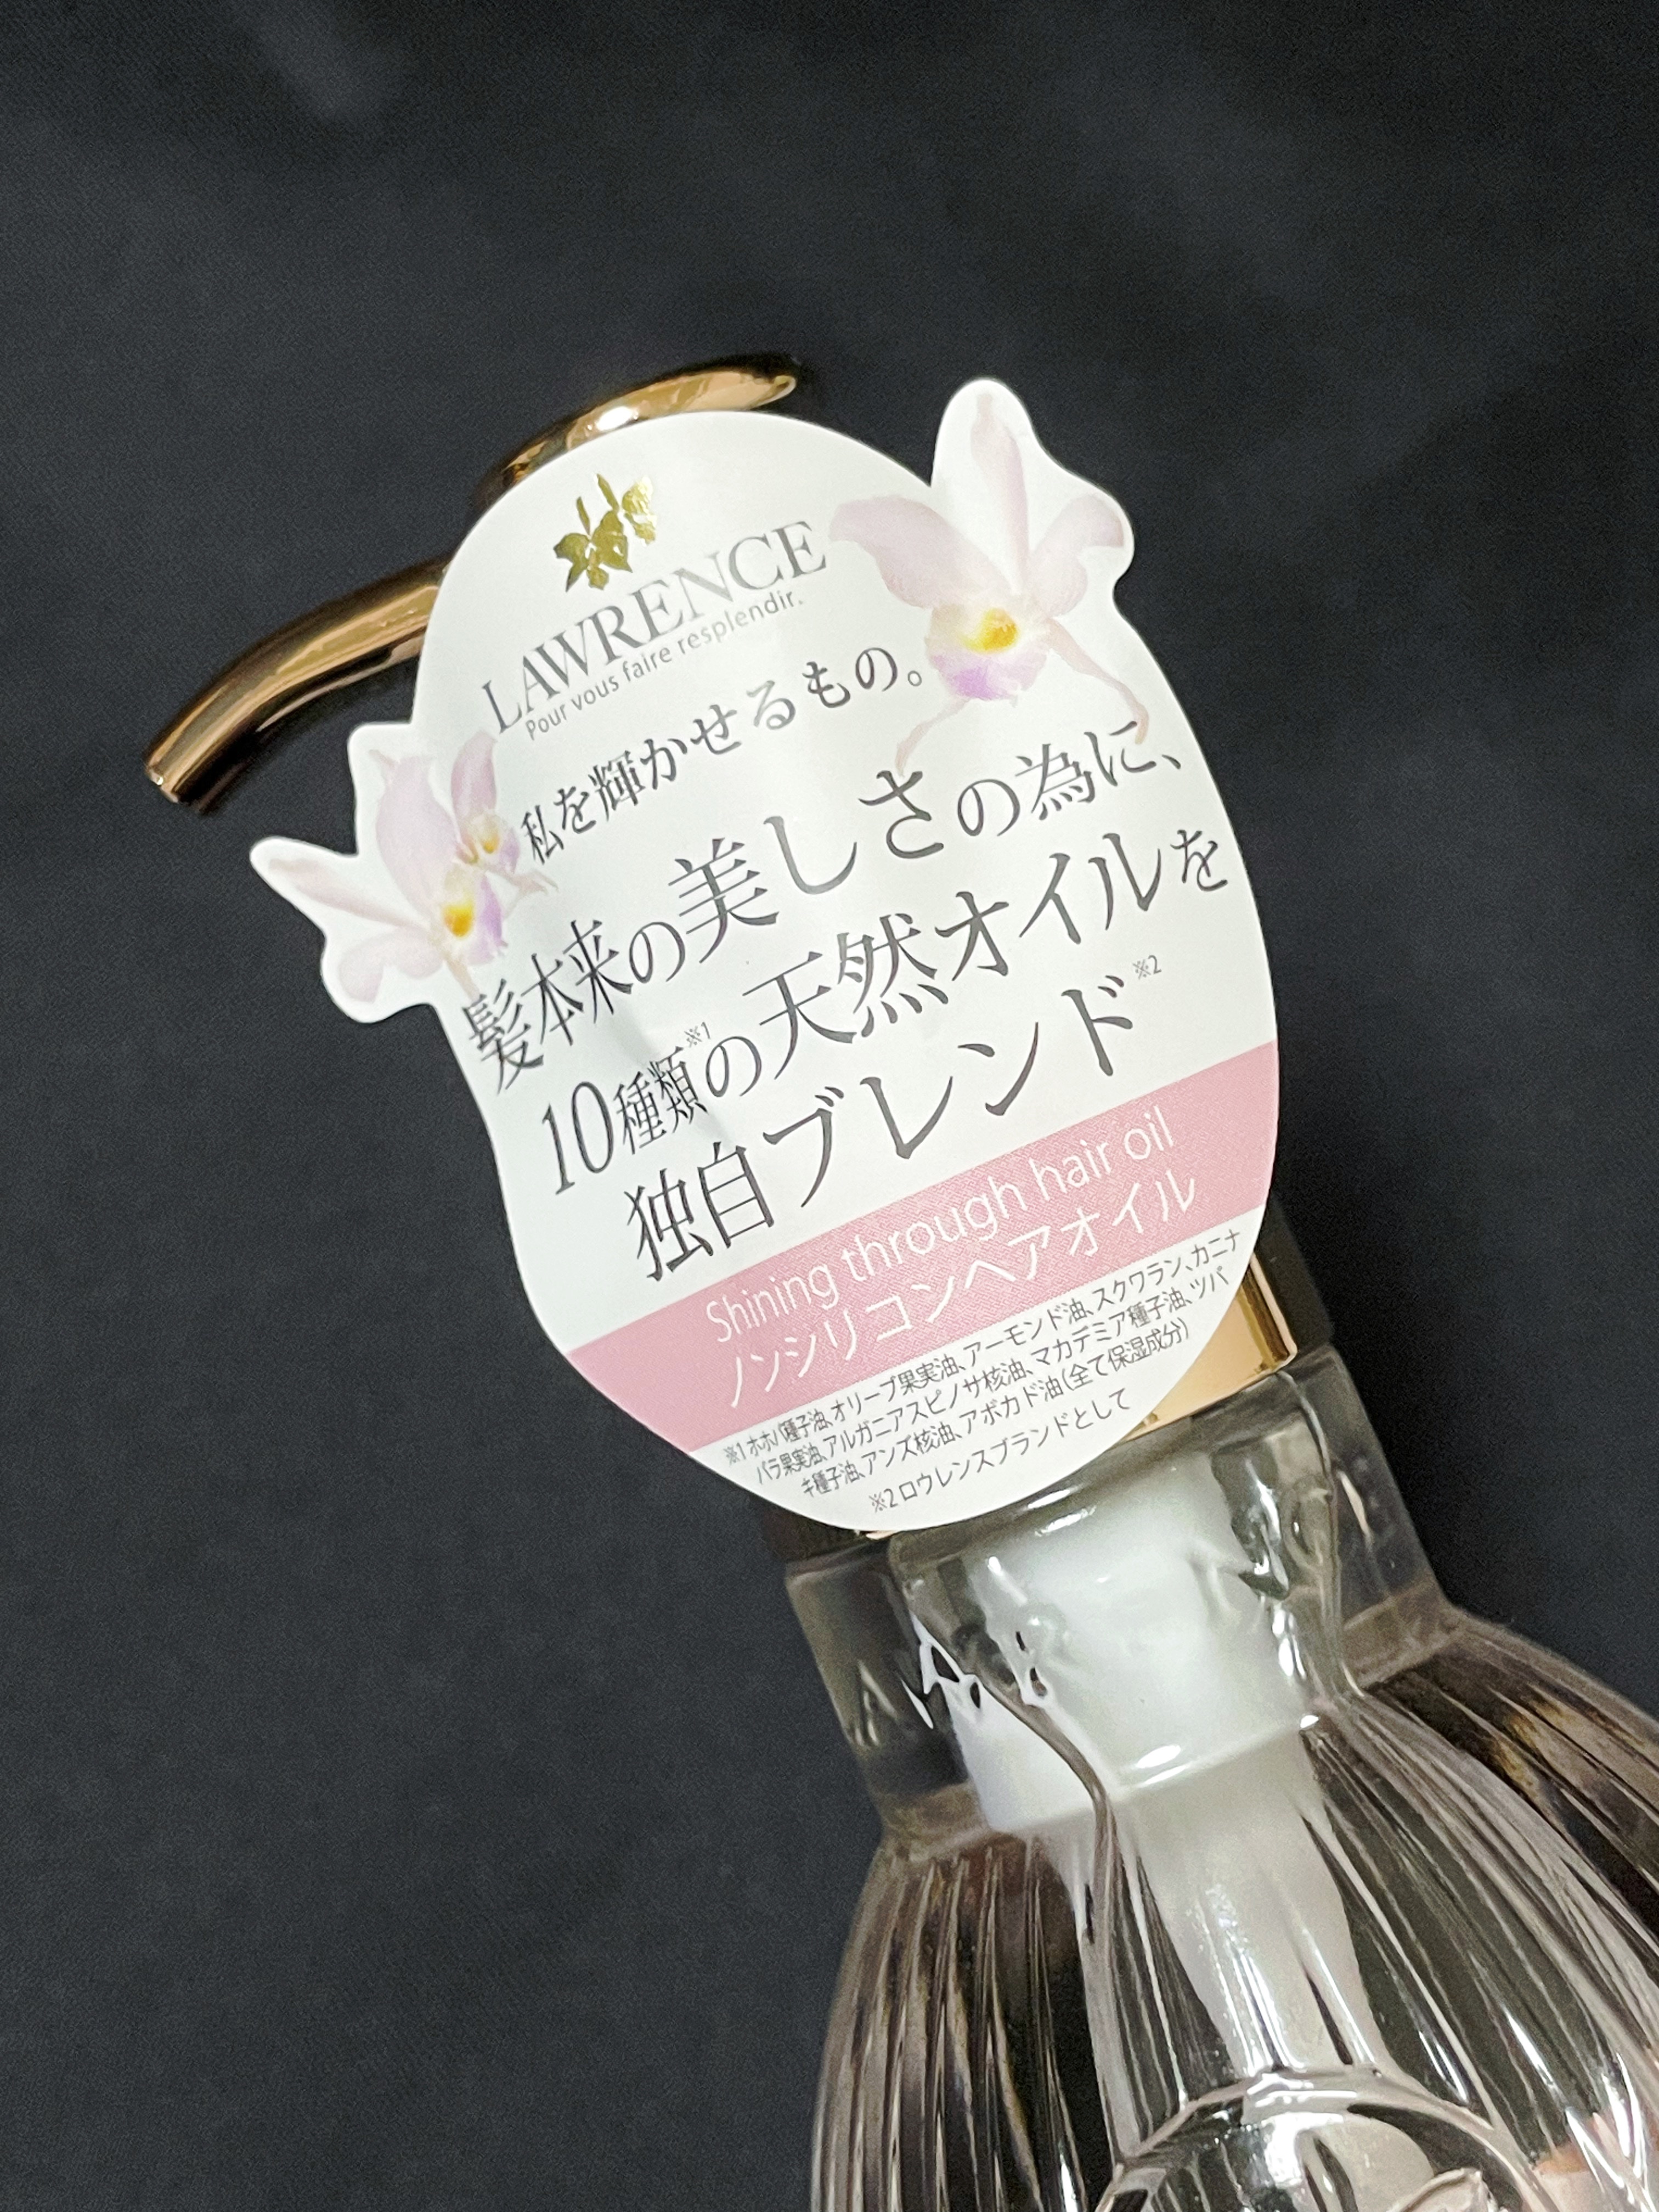 LAWRENCE
Pour vous faire resplendir.
私を輝かせるもの。
髪本来の美しさの為に、
10種類※1の天然オイルを
独自ブレンド※2
Shining through hair oil
ノンシリコンヘアオイル
※1 ホホバ種子油、オリーブ果実油、アーモンド油、スクワラン、カニナ
バラ果実油、アルガニアスピノサ核油、マカデミア種子油、ツバ
キ種子油、アンズ核油、アボカド油(全て保湿成分)
※2 ロウレンスブランドとして